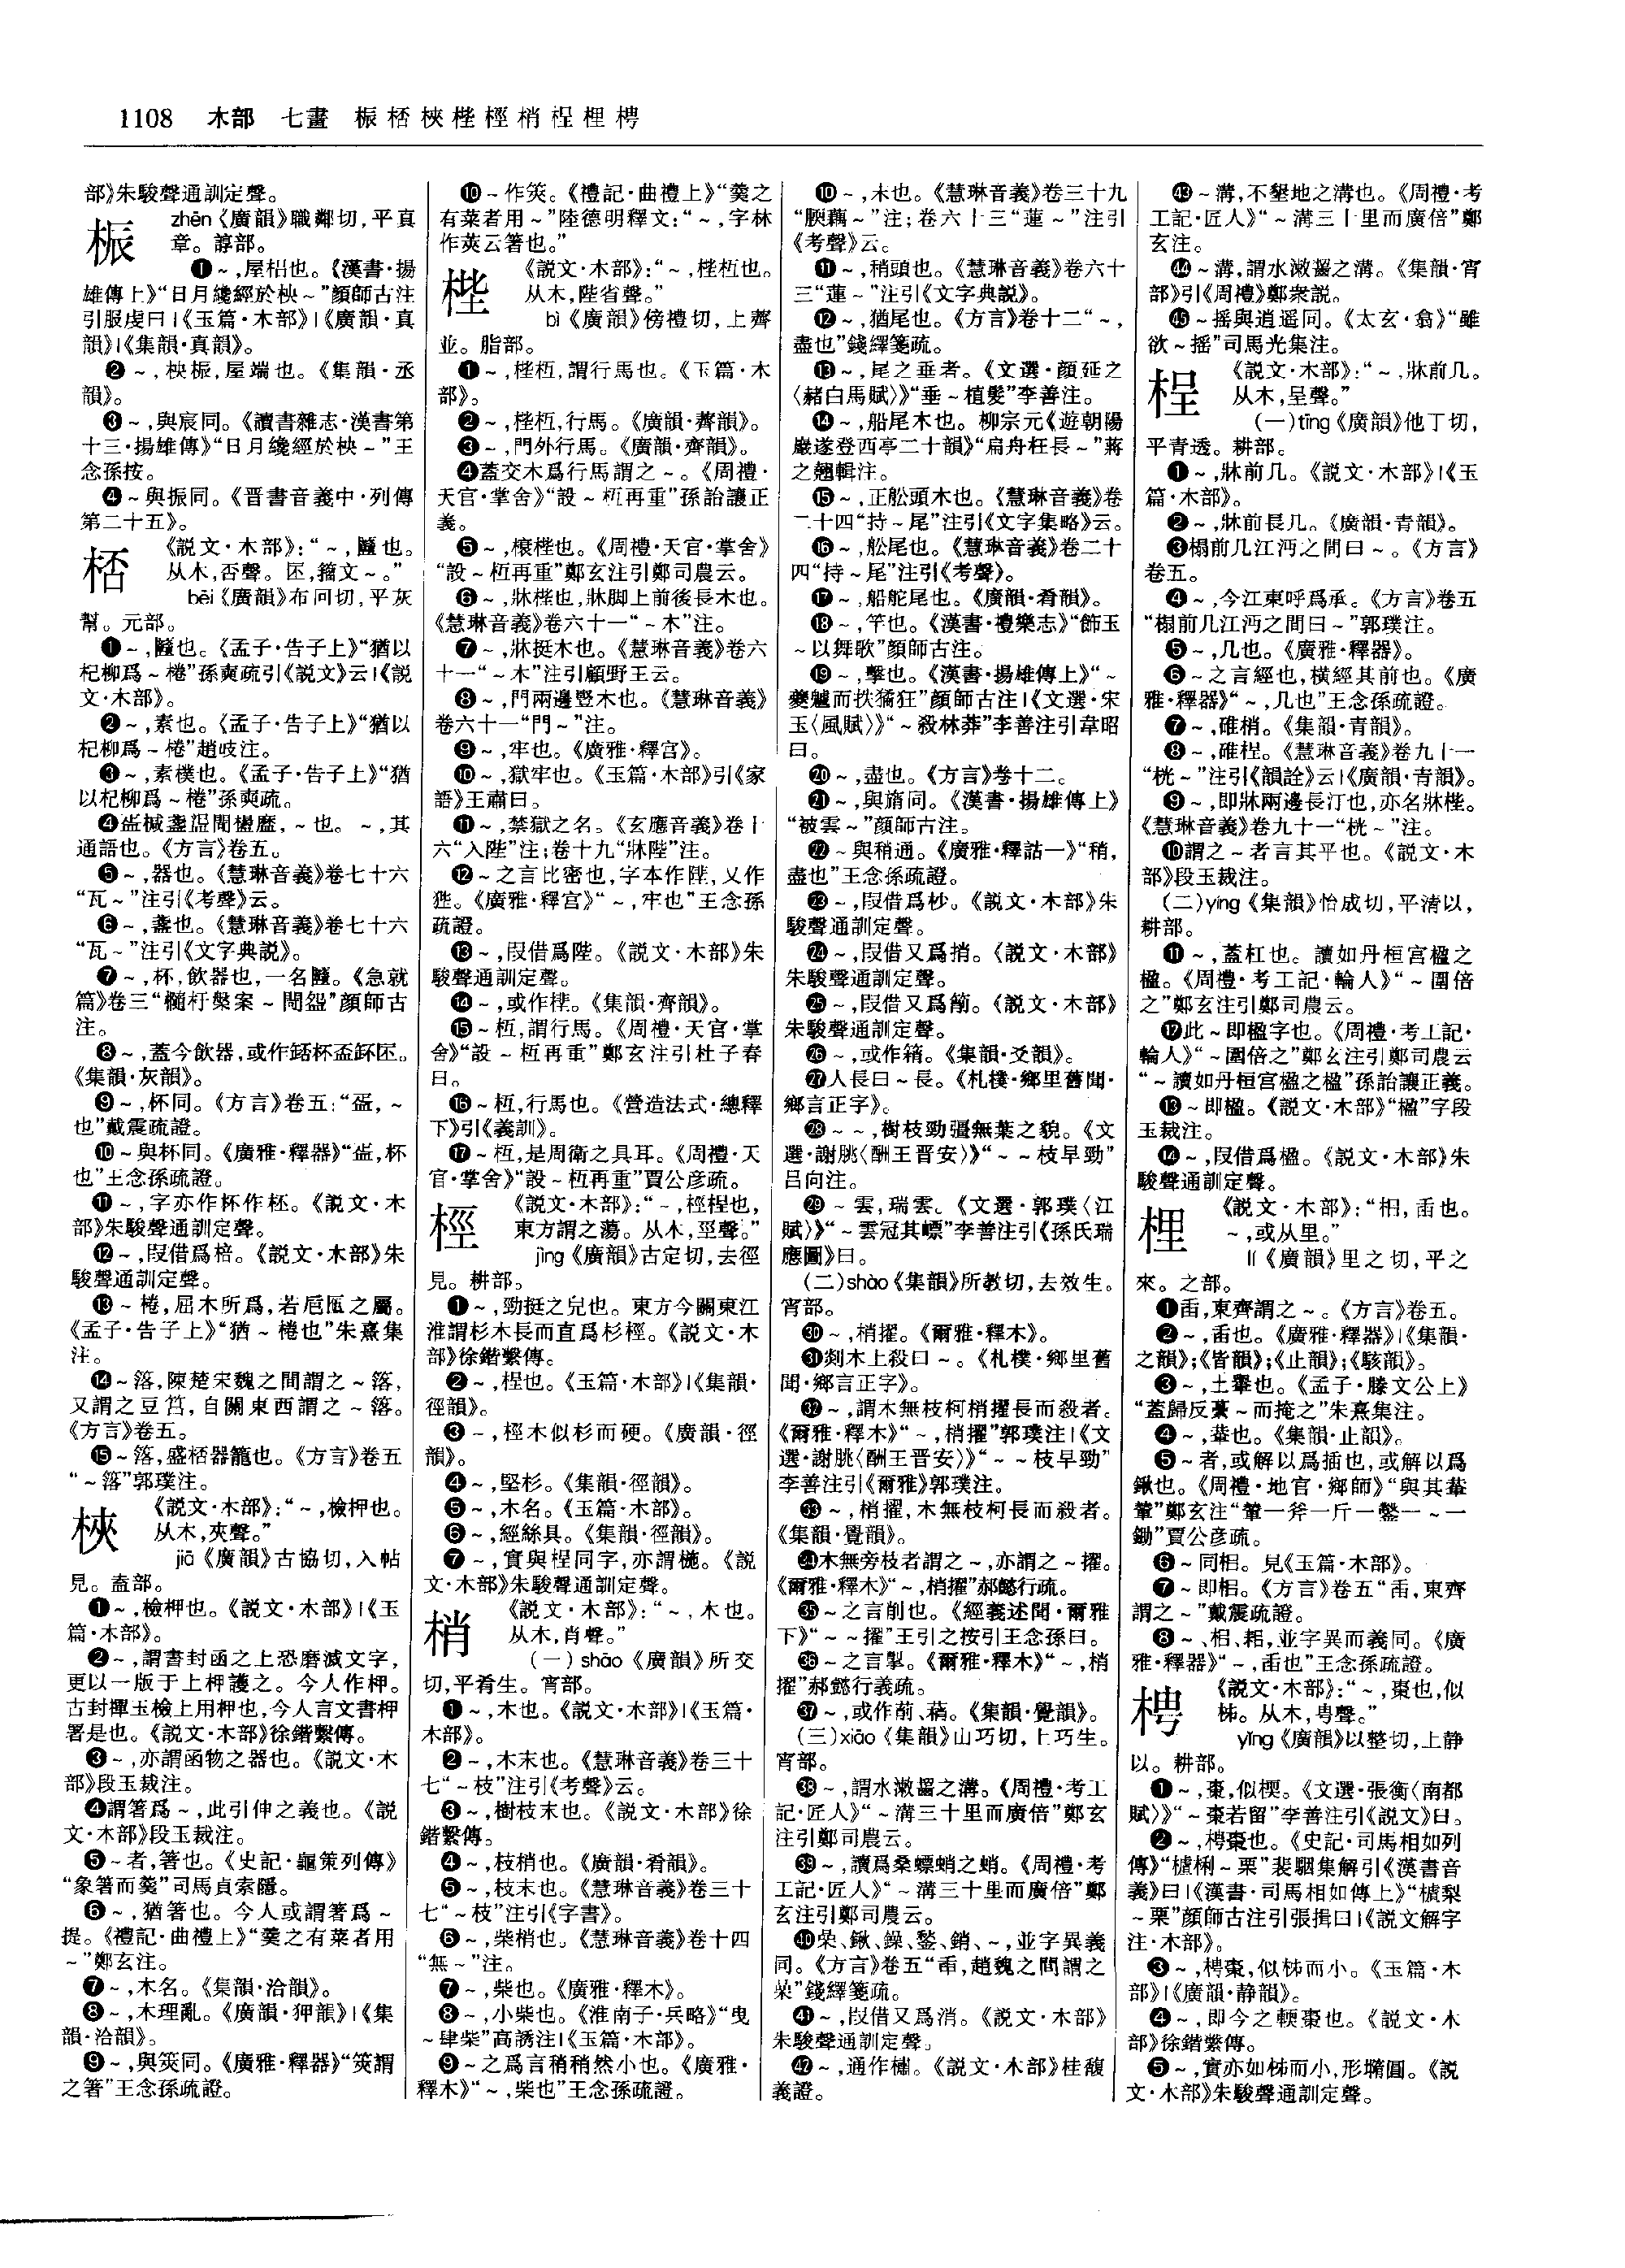 1108 木部 七畫 桭桮梜梐桱梢桯梩梬
部》朱駿聲通訓定聲。
桭 zhēn《廣韻》職鄰切,平真
章。諄部。
❶~,屋梠也。《漢書·揚
雄傳上》“日月纔經於柍~”顔師古注
引服虔曰|《玉篇·木部》|《廣韻·真
韻》|《集韻·真韻》。
❷~,柍桭,屋端也。《集韻·丞
韻》。
❸~,與宸同。《讀書雜志·漢書第
十三·揚雄傳》“日月纔經於柍~”王
念孫按。
❹~與振同。《晋書音義中·列傳
第二十五》。
桮 《説文·木部》:“~,𠤱也。
从木,否聲。㔶,籀文~。”
bēi《廣韻》布回切,平灰
幫。元部。
❶~,𠤱也。《孟子·告子上》“猶以
杞柳爲~棬”孫奭疏引《説文》云|《説
文·木部》。
❷~,素也。《孟子·告子上》“猶以
杞柳爲~棬”趙岐注。
❸~,素樸也。《孟子·告子上》“猶
以杞柳爲~棬”孫奭疏。
❹㿿械盞㿻閜㯯㽋,~也。~,其
通語也。《方言》卷五。
❺~,器也。《慧琳音義》卷七十六
“瓦~”注引《考聲》云。
❻~,盞也。《慧琳音義》卷七十六
“瓦~”注引《文字典説》。
❼~,杯,飲器也,一名𠤱。《急就
篇》卷三“橢杅槃案~閜盌”顔師古
注。
❽~,蓋今飲器,或作𨠔杯盃䀀㔶。
《集韻·灰韻》。
❾~,杯同。《方言》卷五:“㿿,~
也”戴震疏證。
❿~與杯同。《廣雅·釋器》“㿿,杯
也”王念孫疏證。
⓫~,字亦作杯作柸。《説文·木
部》朱駿聲通訓定聲。
⓬~,叚借爲棓。《説文·木部》朱
駿聲通訓定聲。
⓭~棬,屈木所爲,若巵匜之屬。
《孟子·告子上》“猶~棬也”朱熹集
注。
⓮~落,陳楚宋魏之間謂之~落,
又謂之豆筥,自關東西謂之~落。
《方言》卷五。
⓯~落,盛桮器籠也。《方言》卷五
“~落”郭璞注。
梜 《説文·木部》:“~,檢柙也。
从木,夾聲。”
jiā《廣韻》古協切,入帖
見。盍部。
❶~,檢柙也。《説文·木部》|《玉
篇·木部》。
❷~,謂書封函之上恐磨滅文字,
更以一版于上柙護之。今人作柙。
古封禪玉檢上用柙也,今人言文書柙
署是也。《説文·木部》徐鍇繫傳。
❸~,亦謂函物之器也。《説文·木
部》段玉裁注。
❹謂箸爲~,此引伸之義也。《説
文·木部》段玉裁注。
❺~者,箸也。《史記·龜策列傳》
“象箸而羹”司馬貞索隱。
❻~,猶箸也。今人或謂箸爲~
提。《禮記·曲禮上》“羹之有菜者用
~”鄭玄注。
❼~,木名。《集韻·洽韻》。
❽~,木理亂。《廣韻·狎韻》|《集
韻·洽韻》。
❾~,與筴同。《廣雅·釋器》“筴謂
之箸”王念孫疏證。
❿~作筴。《禮記·曲禮上》“羹之
有菜者用~”陸德明釋文:“~,字林
作莢云箸也。”
梐 《説文·木部》:“~,梐枑也。
从木,陛省聲。”
bì《廣韻》傍禮切,上薺
並。脂部。
❶~,梐枑,謂行馬也。《玉篇·木
部》。
❷~,梐枑,行馬。《廣韻·薺韻》。
❸~,門外行馬。《廣韻·齊韻》。
❹蓋交木爲行馬謂之~。《周禮·
天官·掌舍》“設~枑再重”孫詒讓正
義。
❺~,榱梐也。《周禮·天官·掌舍》
“設~枑再重”鄭玄注引鄭司農云。
❻~,牀梐也,牀脚上前後長木也。
《慧琳音義》卷六十一“~木”注。
❼~,牀挺木也。《慧琳音義》卷六
十一“~木”注引顧野王云。
❽~,門兩邊豎木也。《慧琳音義》
卷六十一“門~”注。
❾~,牢也。《廣雅·釋宫》。
❿~,獄牢也。《玉篇·木部》引《家
語》王肅曰。
⓫~,禁獄之名。《玄應音義》卷十
六“入陛”注;卷十九“牀陛”注。
⓬~之言比密也,字本作陛,又作
狴。《廣雅·釋宫》“~,牢也”王念孫
疏證。
⓭~,叚借爲陛。《説文·木部》朱
駿聲通訓定聲。
⓮~,或作㮿。《集韻·齊韻》。
⓯~枑,謂行馬。《周禮·天官·掌
舍》“設~枑再重”鄭玄注引杜子春
曰。
⓰~枑,行馬也。《營造法式·總釋
下》引《義訓》。
⓱~枑,是周衛之具耳。《周禮·天
官·掌舍》“設~枑再重”賈公彦疏。
桱 《説文·木部》:“~,桱桯也,
東方謂之蕩。从木,巠聲。”
jìng《廣韻》古定切,去徑
見。耕部。
❶~,勁挺之皃也。東方今關東江
淮謂杉木長而直爲杉桱。《説文·木
部》徐鍇繫傳。
❷~,桯也。《玉篇·木部》|《集韻·
徑韻》。
❸~,桱木似杉而硬。《廣韻·徑
韻》。
❹~,堅杉。《集韻·徑韻》。
❺~,木名。《玉篇·木部》。
❻~,經絲具。《集韻·徑韻》。
❼~,實與桯同字,亦謂㮛。《説
文·木部》朱駿聲通訓定聲。
梢 《説文·木部》:“~,木也。
从木,肖聲。”
(一)shāo《廣韻》所交
切,平肴生。宵部。
❶~,木也。《説文·木部》|《玉篇·
木部》。
❷~,木末也。《慧琳音義》卷三十
七“~枝”注引《考聲》云。
❸~,樹枝末也。《説文·木部》徐
鍇繫傳。
❹~,枝梢也。《廣韻·肴韻》。
❺~,枝末也。《慧琳音義》卷三十
七“~枝”注引《字書》。
❻~,柴梢也。《慧琳音義》卷十四
“無~”注。
❼~,柴也。《廣雅·釋木》。
❽~,小柴也。《淮南子·兵略》“曳
~肆柴”高誘注|《玉篇·木部》。
❾~之爲言稍稍然小也。《廣雅·
釋木》“~,柴也”王念孫疏證。
❿~,木也。《慧琳音義》卷三十九
“腴藕~”注;卷六十三“蓮~”注引
《考聲》云。
⓫~,稍頭也。《慧琳音義》卷六十
三“蓮~”注引《文字典説》。
⓬~,猶尾也。《方言》卷十二“~,
盡也”錢繹箋疏。
⓭~,尾之垂者。《文選·顔延之
〈赭白馬賦〉》“垂~植髮”李善注。
⓮~,船尾木也。柳宗元《遊朝陽
巖遂登西亭二十韻》“扁舟枉長~”蔣
之翹輯注。
⓯~,正舩頭木也。《慧琳音義》卷
二十四“持~尾”注引《文字集略》云。
⓰~,舩尾也。《慧琳音義》卷二十
四“持~尾”注引《考聲》。
⓱~,船舵尾也。《廣韻·肴韻》。
⓲~,竿也。《漢書·禮樂志》“飾玉
~以舞歌”顔師古注。
⓳~,擊也。《漢書·揚雄傳上》“~
夔魖而抶獝狂”顔師古注|《文選·宋
玉〈風賦〉》“~殺林莽”李善注引韋昭
曰。
⓴~,盡也。《方言》卷十二。
㉑~,與旓同。《漢書·揚雄傳上》
“被雲~”顔師古注。
㉒~與稍通。《廣雅·釋詁一》“稍,
盡也”王念孫疏證。
㉓~,叚借爲杪。《説文·木部》朱
駿聲通訓定聲。
㉔~,叚借又爲捎。《説文·木部》
朱駿聲通訓定聲。
㉕~,叚借又爲箾。《説文·木部》
朱駿聲通訓定聲。
㉖~,或作䈰。《集韻·爻韻》。
㉗人長曰~長。《札樸·鄉里舊聞·
鄉言正字》。
㉘~~,樹枝勁彊無葉之貌。《文
選·謝朓〈酬王晋安〉》“~~枝早勁”
吕向注。
㉙~雲,瑞雲。《文選·郭璞〈江
賦〉》“~雲冠其㠒”李善注引《孫氏瑞
應圖》曰。
(二)shào《集韻》所教切,去效生。
宵部。
㉚~,梢擢。《爾雅·釋木》。
㉛剡木上殺曰~。《札樸·鄉里舊
聞·鄉言正字》。
㉜~,謂木無枝柯梢擢長而殺者。
《爾雅·釋木》“~,梢擢”郭璞注|《文
選·謝朓〈酬王晋安〉》“~~枝早勁”
李善注引《爾雅》郭璞注。
㉝~,梢擢,木無枝柯長而殺者。
《集韻·覺韻》。
㉞木無旁枝者謂之~,亦謂之~擢。
《爾雅·釋木》“~,梢擢”郝懿行疏。
㉟~之言削也。《經義述聞·爾雅
下》“~~擢”王引之按引王念孫曰。
㊱~之言揱。《爾雅·釋木》“~,梢
擢”郝懿行義疏。
㊲~,或作萷、䔠。《集韻·覺韻》。
(三)xiāo《集韻》山巧切,上巧生。
宵部。
㊳~,謂水潄齧之溝。《周禮·考工
記·匠人》“~溝三十里而廣倍”鄭玄
注引鄭司農云。
㊴~,讀爲桑螵蛸之蛸。《周禮·考
工記·匠人》“~溝三十里而廣倍”鄭
玄注引鄭司農云。
㊵喿、鍬、鐰、鍫、銷、~,並字異義
同。《方言》卷五“臿,趙魏之間謂之
喿”錢繹箋疏。
㊶~,叚借又爲消。《説文·木部》
朱駿聲通訓定聲。
㊷~,通作橚。《説文·木部》桂馥
義證。
㊸~溝,不墾地之溝也。《周禮·考
工記·匠人》“~溝三十里而廣倍”鄭
玄注。
㊹~溝,謂水潄齧之溝。《集韻·宵
部》引《周禮》鄭衆説。
㊺~摇與逍遥同。《太玄·翕》“雖
欲~摇”司馬光集注。
桯 《説文·木部》:“~,牀前几。
从木,呈聲。”
(一)tīng《廣韻》他丁切,
平青透。耕部。
❶~,牀前几。《説文·木部》|《玉
篇·木部》。
❷~,牀前長几。《廣韻·青韻》。
❸榻前几江沔之間曰~。《方言》
卷五。
❹~,今江東呼爲承。《方言》卷五
“榻前几江沔之間曰~”郭璞注。
❺~,几也。《廣雅·釋器》。
❻~之言經也,横經其前也。《廣
雅·釋器》“~,几也”王念孫疏證。
❼~,碓梢。《集韻·青韻》。
❽~,碓桯。《慧琳音義》卷九十一
“桄~”注引《韻詮》云|《廣韻·青韻》。
❾~,即牀兩邊長汀也,亦名牀梐。
《慧琳音義》卷九十一“桄~”注。
❿謂之~者言其平也。《説文·木
部》段玉裁注。
(二)yíng《集韻》怡成切,平清以,
耕部。
⓫~,蓋杠也。讀如丹桓宫楹之
楹。《周禮·考工記·輪人》“~圍倍
之”鄭玄注引鄭司農云。
⓬此~即楹字也。《周禮·考工記·
輪人》“~圍倍之”鄭玄注引鄭司農云
“~讀如丹桓宫楹之楹”孫詒讓正義。
⓭~即楹。《説文·木部》“楹”字段
玉裁注。
⓮~,叚借爲楹。《説文·木部》朱
駿聲通訓定聲。
梩 《説文·木部》:“梠,臿也。
~,或从里。”
lí《廣韻》里之切,平之
來。之部。
❶臿,東齊謂之~。《方言》卷五。
❷~,臿也。《廣雅·釋器》|《集韻·
之韻》;《皆韻》;《止韻》;《駭韻》。
❸~,土轝也。《孟子·滕文公上》
“蓋歸反虆~而掩之”朱熹集注。
❹~,輂也。《集韻·止韻》。
❺~者,或解以爲插也,或解以爲
鍬也。《周禮·地官·鄉師》“與其輂
輦”鄭玄注“輦一斧一斤一鑿一~一
鋤”賈公彦疏。
❻~同梠。皃《玉篇·木部》。
❼~即梠。《方言》卷五“臿,東齊
謂之~”戴震疏證。
❽~、梠、耜,並字異而義同。《廣
雅·釋器》“~,臿也”王念孫疏證。
梬 《説文·木部》:“~,棗也,似
柹。从木,甹聲。”
yǐng《廣韻》以整切,上静
以。耕部。
❶~,棗,似楔。《文選·張衡〈南都
賦〉》“~棗若留”李善注引《説文》曰。
❷~,梬棗也。《史記·司馬相如列
傳》“樝梸~栗”裴駰集解引《漢書音
義》曰|《漢書·司馬相如傳上》“樝梨
~栗”顔師古注引張揖曰|《説文解字
注·木部》。
❸~,梬棗,似柹而小。《玉篇·木
部》|《廣韻·静韻》。
❹~,即今之㮕棗也。《説文·木
部》徐鍇繫傳。
❺~,實亦如柹而小,形橢圓。《説
文·木部》朱駿聲通訓定聲。